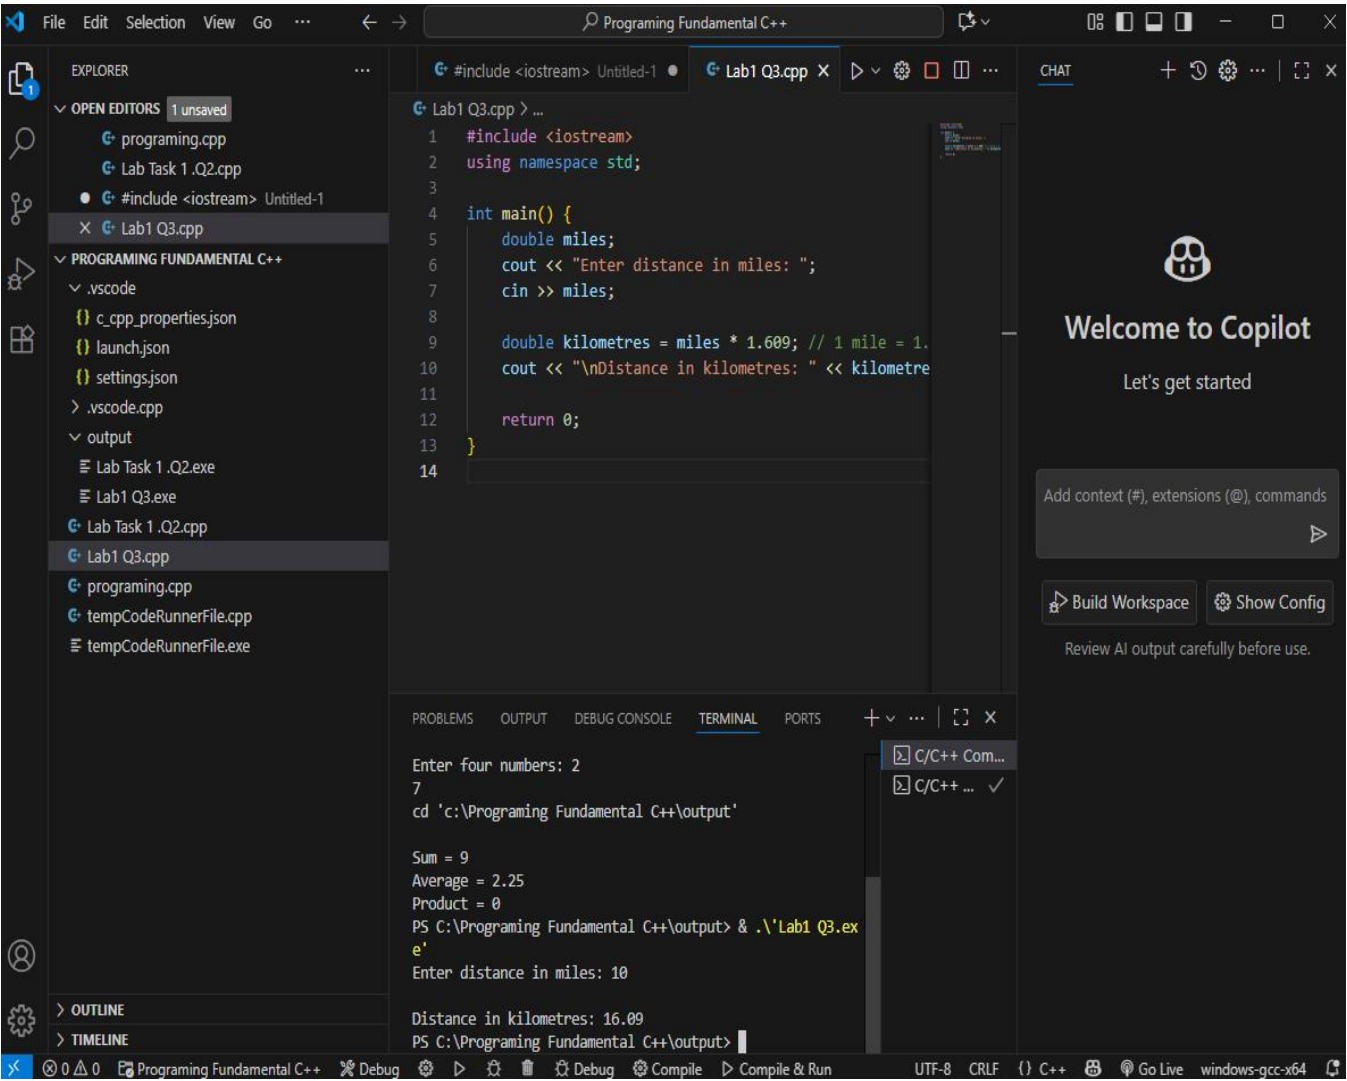 File Edit Selection View Go ··· ← → Programing Fundamental C++
EXPLORER ···
OPEN EDITORS 1 unsaved
programing.cpp
Lab Task 1 .Q2.cpp
#include <iostream> Untitled-1
Lab1 Q3.cpp
PROGRAMING FUNDAMENTAL C++
.vscode
{} c_cpp_properties.json
{} launch.json
{} settings.json
.vscode.cpp
output
Lab Task 1 .Q2.exe
Lab1 Q3.exe
Lab Task 1 .Q2.cpp
Lab1 Q3.cpp
programing.cpp
tempCodeRunnerFile.cpp
tempCodeRunnerFile.exe
OUTLINE
TIMELINE
#include <iostream> Untitled-1 Lab1 Q3.cpp
Lab1 Q3.cpp > ...
1 #include <iostream>
2 using namespace std;
3
4 int main() {
5 double miles;
6 cout << "Enter distance in miles: ";
7 cin >> miles;
8
9 double kilometres = miles * 1.609; // 1 mile = 1.
10 cout << "\nDistance in kilometres: " << kilometre
11
12 return 0;
13 }
14
PROBLEMS OUTPUT DEBUG CONSOLE TERMINAL PORTS
Enter four numbers: 2
7
cd 'c:\Programing Fundamental C++\output'
Sum = 9
Average = 2.25
Product = 0
PS C:\Programing Fundamental C++\output> & .\'Lab1 Q3.ex
e'
Enter distance in miles: 10
Distance in kilometres: 16.09
PS C:\Programing Fundamental C++\output>
C/C++ Com...
C/C++ ...
CHAT
Welcome to Copilot
Let's get started
Add context (#), extensions (@), commands
Build Workspace Show Config
Review AI output carefully before use.
1
0 0 Programing Fundamental C++ Debug Debug Compile Compile & Run UTF-8 CRLF {} C++ Go Live windows-gcc-x64